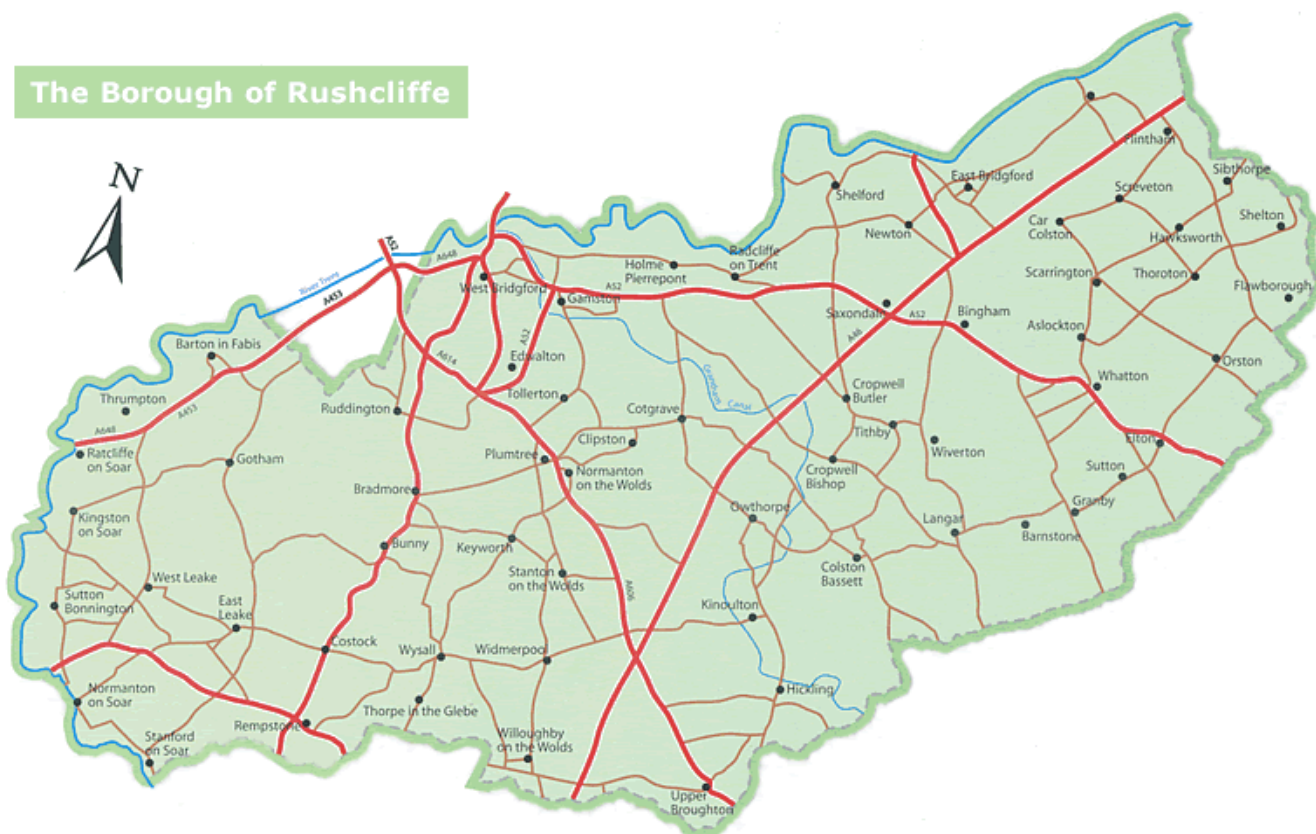 The Borough of Rushcliffe
N
Flintham
Sibthorpe
East Bridgford
Screveton
Shelford
Car
Colston
Shelton
Newton
Hawksworth
A52
A648
Radcliffe
on Trent
Holme
Pierrepont
Scarrington
Thoroton
River Trent
West Bridgford
A52
Flawborough
A453
Gamston
Saxondale
A52
Bingham
Aslockton
A46
Barton in Fabis
A614
A52
Edwalton
Orston
Grantham
Canal
Whatton
Thrumpton
A453
Ruddington
Tollerton
Cotgrave
Cropwell
Butler
A648
Clipston
Tithby
Elton
Ratcliffe
on Soar
Gotham
Plumtree
Wiverton
Normanton
on the Wolds
Cropwell
Bishop
Sutton
Bradmore
Owthorpe
Granby
Kingston
on Soar
Langar
Barnstone
Bunny
Keyworth
Colston
Bassett
West Leake
Stanton
on the Wolds
A606
Sutton
Bonnington
East
Leake
Kinoulton
Costock
Wysall
Widmerpoo
Normanton
on Soar
Hickling
Thorpe in the Glebe
Rempstone
Stanford
on Soar
Willoughby
on the Wolds
Upper
Broughton